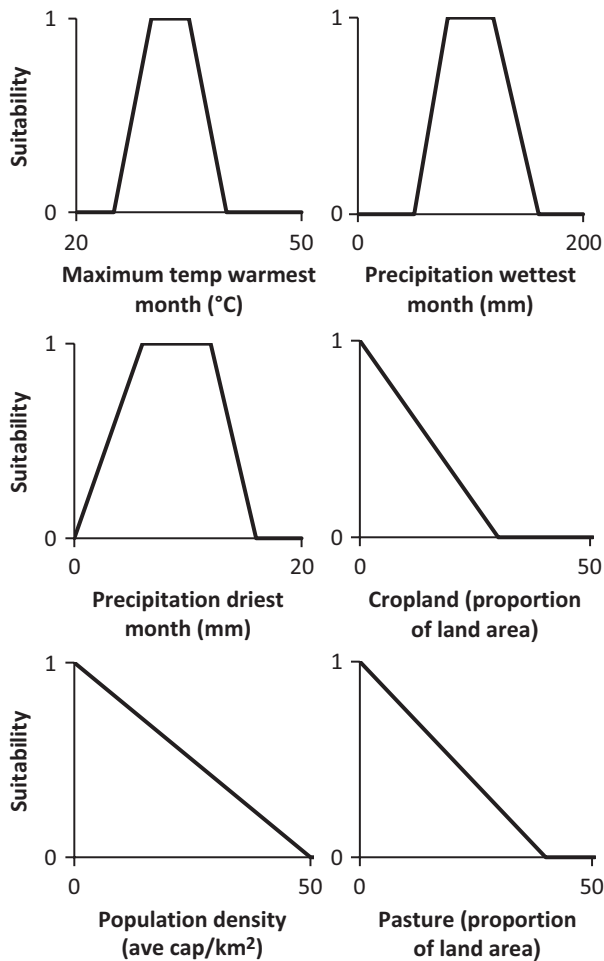 1
1
Suitability
0
0
20
50
0
200
Maximum temp warmest
month (°C)
Precipitation wettest
month (mm)
1
1
Suitability
0
0
0
20
0
50
Precipitation driest
month (mm)
Cropland (proportion
of land area)
1
1
Suitability
0
0
0
50
0
50
Population density
(ave cap/km²)
Pasture (proportion
of land area)